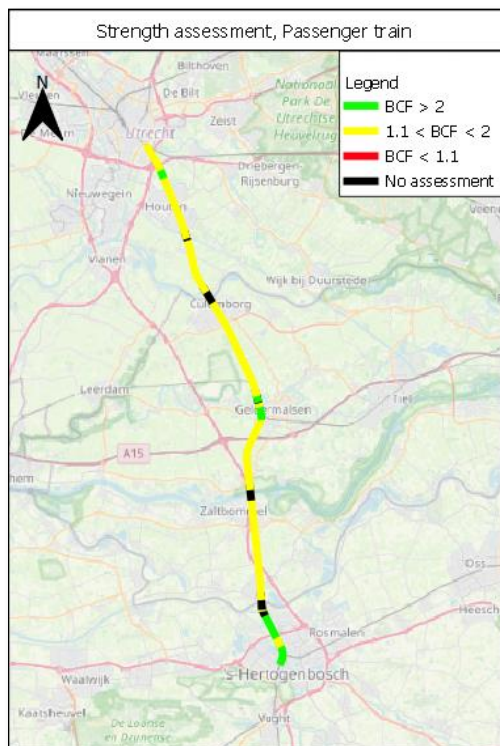 Strength assessment, Passenger train
Legend
BCF > 2
1.1 < BCF < 2
BCF < 1.1
No assessment
N
Maarssen
Bilthoven
De Bilt
Nationaal
Park De
Utrechtse
Heuvelrug
Utrecht
Zeist
De Meern
Driebergen-
Rijsenburg
Nieuwegein
Houten
Vianen
Wijk bij Duurstede
Culemborg
Leerdam
Geldermalsen
Tiel
A15
Zaltbommel
Oss
Heesch
Rosmalen
's-Hertogenbosch
Waalwijk
Kaatsheuvel
Vught
De Loonse
en Drunense